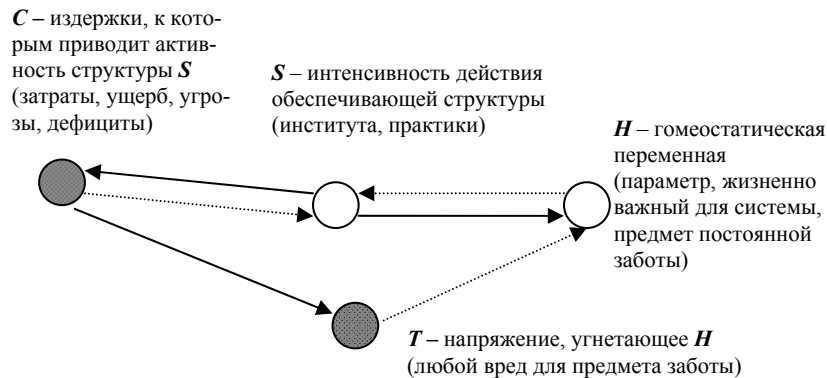 C – издержки, к кото-
рым приводит актив-
ность структуры S
(затраты, ущерб, угро-
зы, дефициты)
S – интенсивность действия
обеспечивающей структуры
(института, практики)
H – гомеостатическая
переменная
(параметр, жизненно
важный для системы,
предмет постоянной
заботы)
T – напряжение, угнетающее H
(любой вред для предмета заботы)